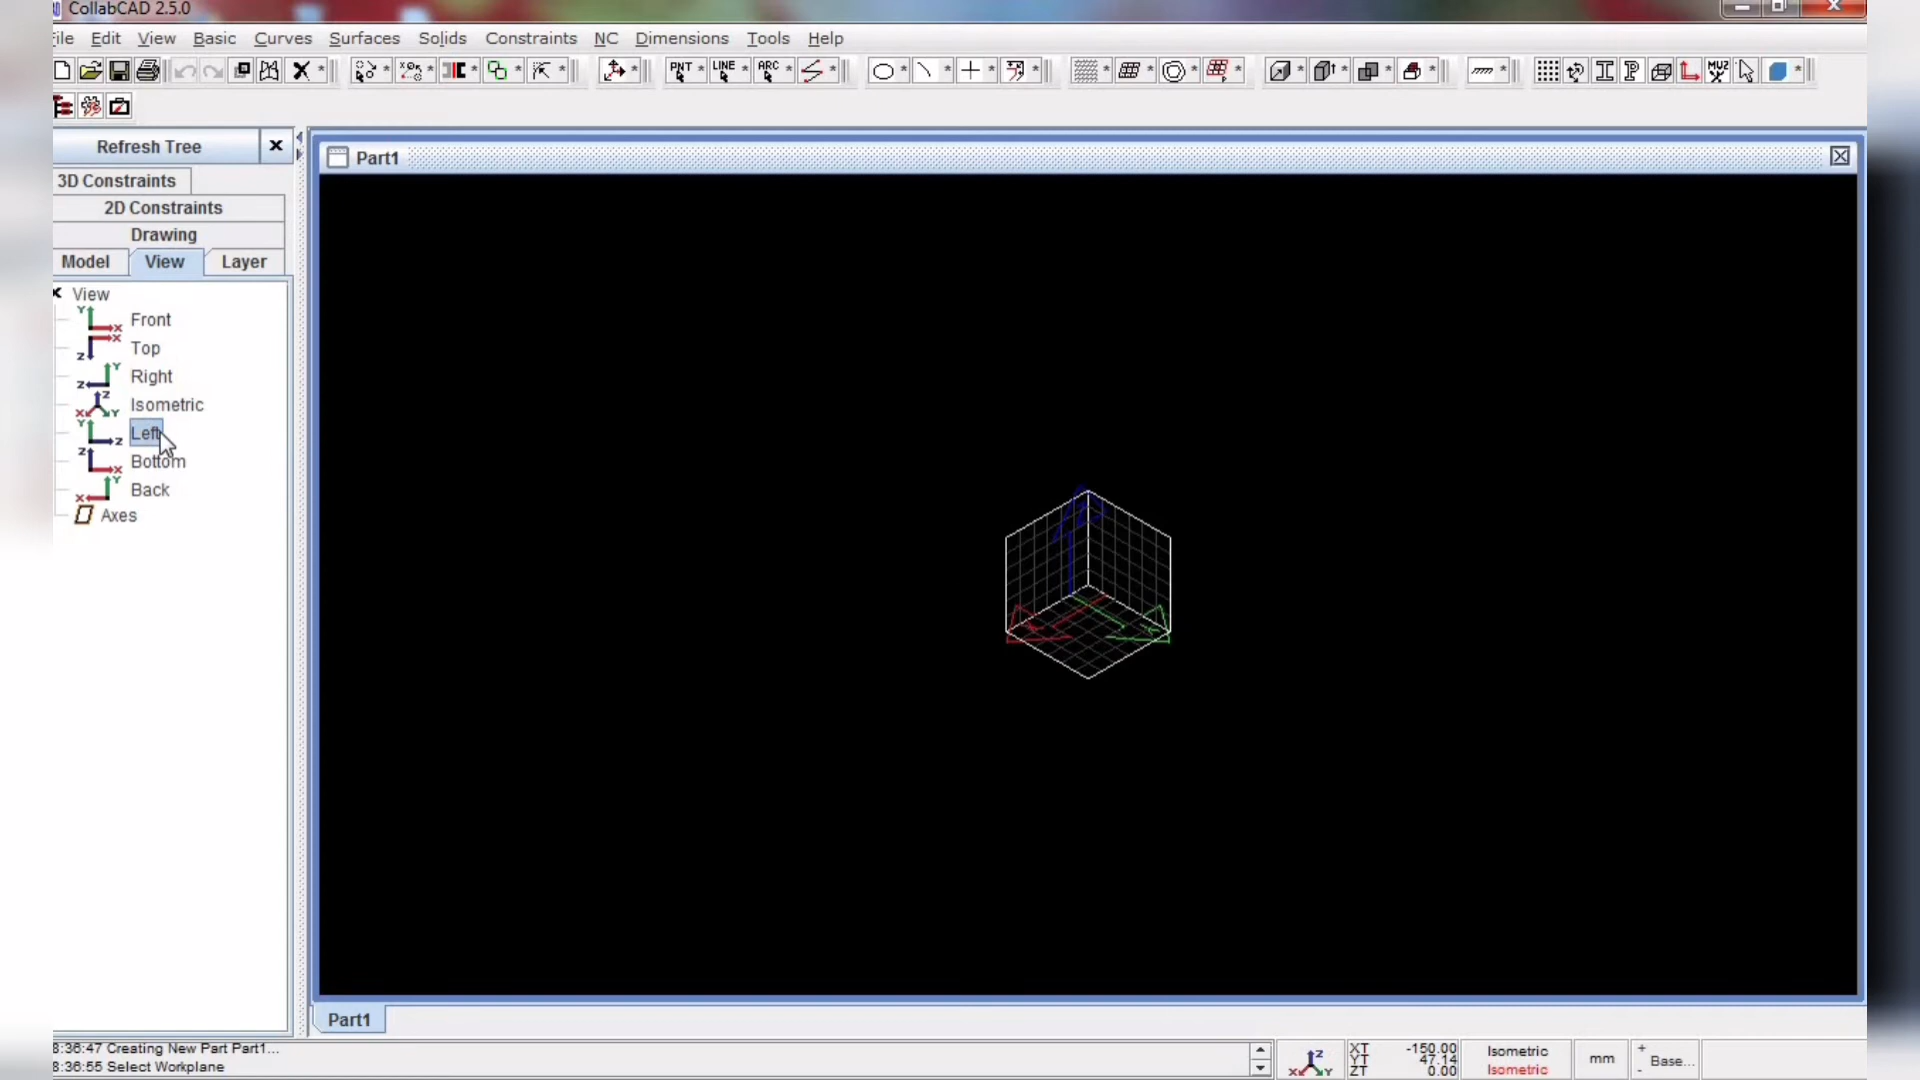 CollabCAD 2.5.0
ile Edit View Basic Curves Surfaces Solids Constraints NC Dimensions Tools Help
PNT LINE ARC
Refresh Tree
3D Constraints
2D Constraints
Drawing
Model View Layer
View
Front
Top
Right
Isometric
Left
Bottom
Back
Axes
Part1
Part1
8:36:47 Creating New Part Part1...
8:36:55 Select Workplane
XT -150.00
YT 47.14
ZT 0.00
Isometric
Isometric
mm
Base...